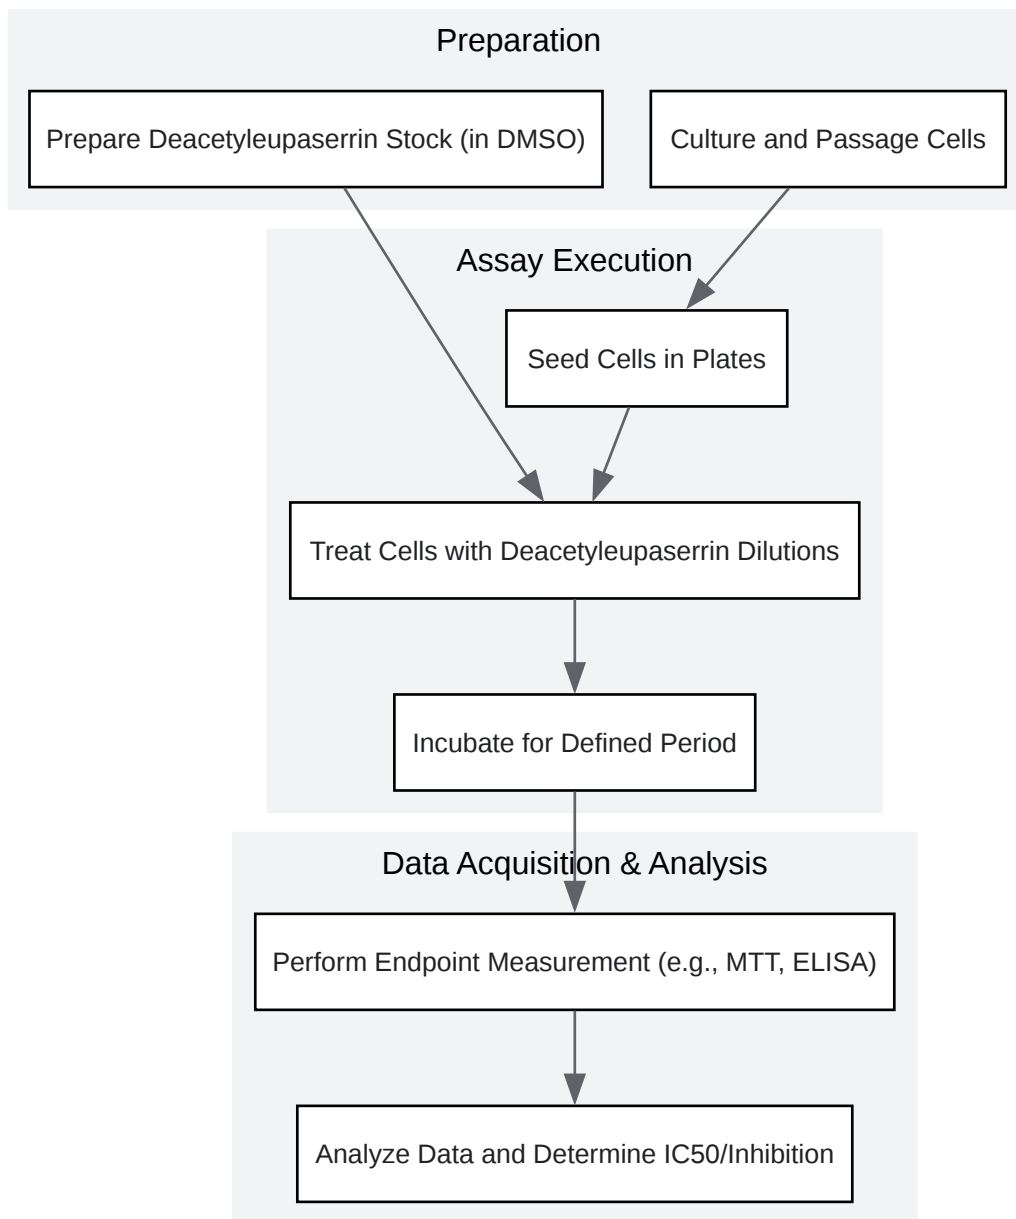 Preparation
Prepare Deacetyleupaserrin Stock (in DMSO)
Culture and Passage Cells
Assay Execution
Seed Cells in Plates
Treat Cells with Deacetyleupaserrin Dilutions
Incubate for Defined Period
Data Acquisition & Analysis
Perform Endpoint Measurement (e.g., MTT, ELISA)
Analyze Data and Determine IC50/Inhibition